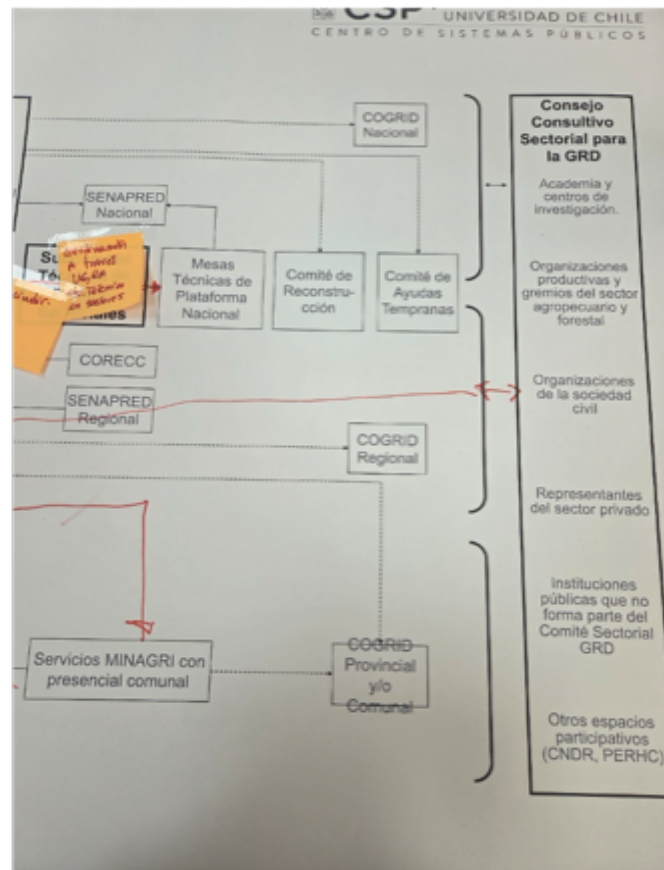 CSP
UNIVERSIDAD DE CHILE
CENTRO DE SISTEMAS PÚBLICOS
COGRID
Nacional
SENAPRED
Nacional
Mesas
Técnicas de
Plataforma
Nacional
Comité de
Reconstru-
cción
Comité de
Ayudas
Tempranas
A través
CORECC
SENAPRED
Regional
COGRID
Regional
Servicios MINAGRI con
presencial comunal
COGRID
Provincial
y/o
Comunal
Consejo
Consultivo
Sectorial para
la GRD
Academia y
centros de
investigación.
Organizaciones
productivas y
gremios del sector
agropecuario y
forestal
Organizaciones
de la sociedad
civil
Representantes
del sector privado
Instituciones
públicas que no
forma parte del
Comité Sectorial
GRD
Otros espacios
participativos
(CNDR, PERHC)